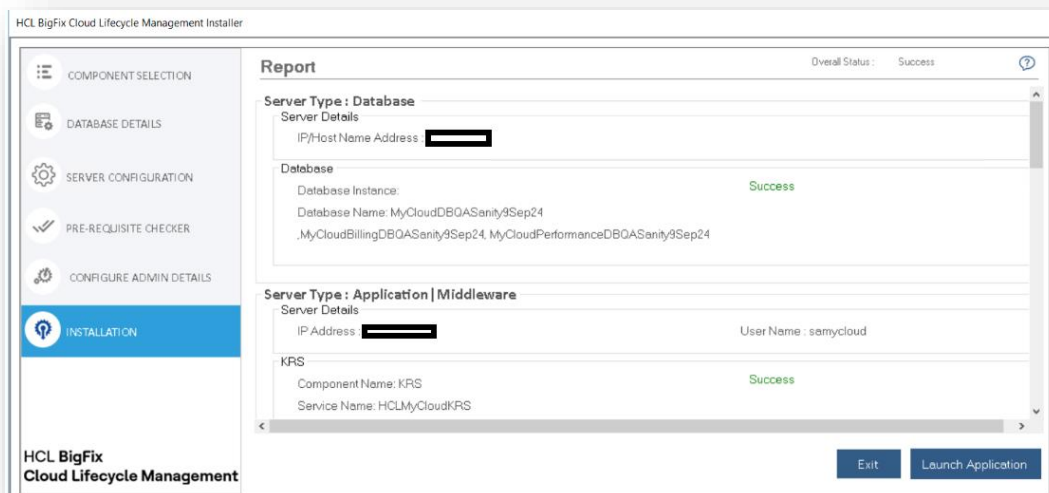 HCL BigFix Cloud Lifecycle Management Installer
COMPONENT SELECTION
DATABASE DETAILS
SERVER CONFIGURATION
PRE-REQUISITE CHECKER
CONFIGURE ADMIN DETAILS
INSTALLATION
HCL BigFix
Cloud Lifecycle Management
Report
Overall Status : Success
?
Server Type : Database
Server Details
IP/Host Name Address :
Database
Database Instance:
Success
Database Name: MyCloudDBQASanity9Sep24
,MyCloudBillingDBQASanity9Sep24, MyCloudPerformanceDBQASanity9Sep24
Server Type : Application | Middleware
Server Details
IP Address :
User Name : samycloud
KRS
Component Name: KRS
Success
Service Name: HCLMyCloudKRS
Exit
Launch Application